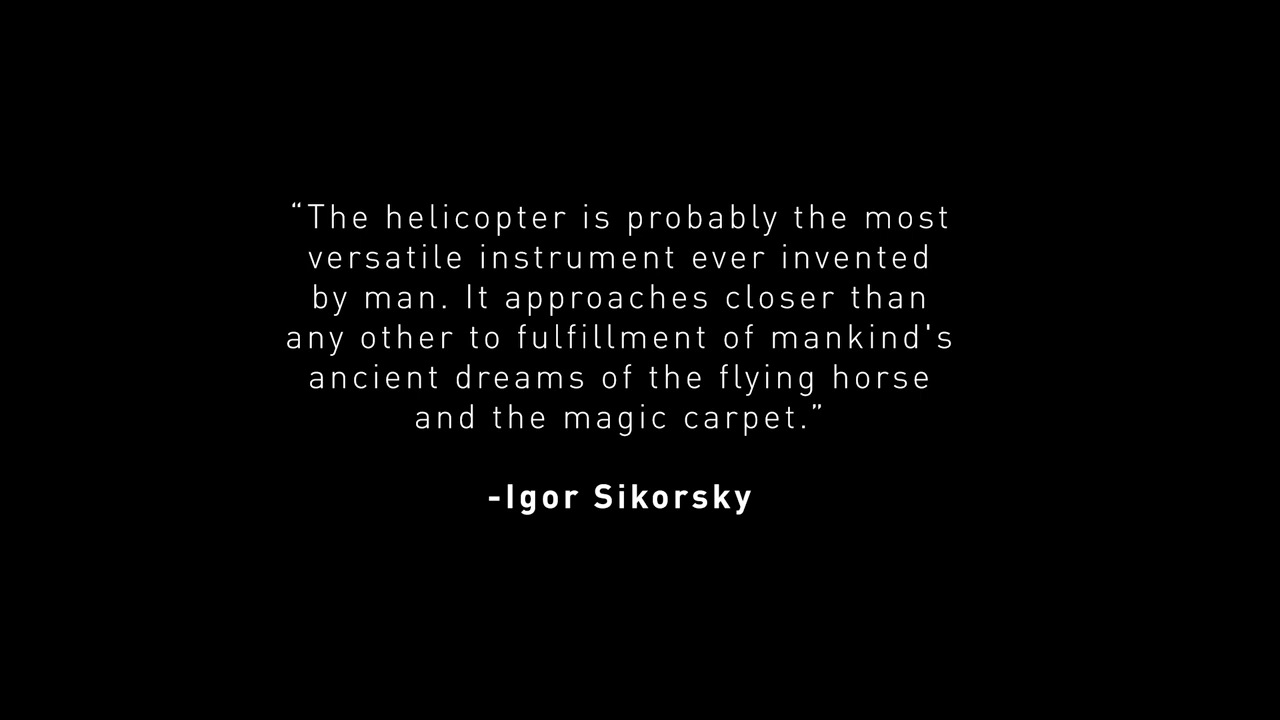 “The helicopter is probably the most
versatile instrument ever invented
by man. It approaches closer than
any other to fulfillment of mankind's
ancient dreams of the flying horse
and the magic carpet.”
-Igor Sikorsky